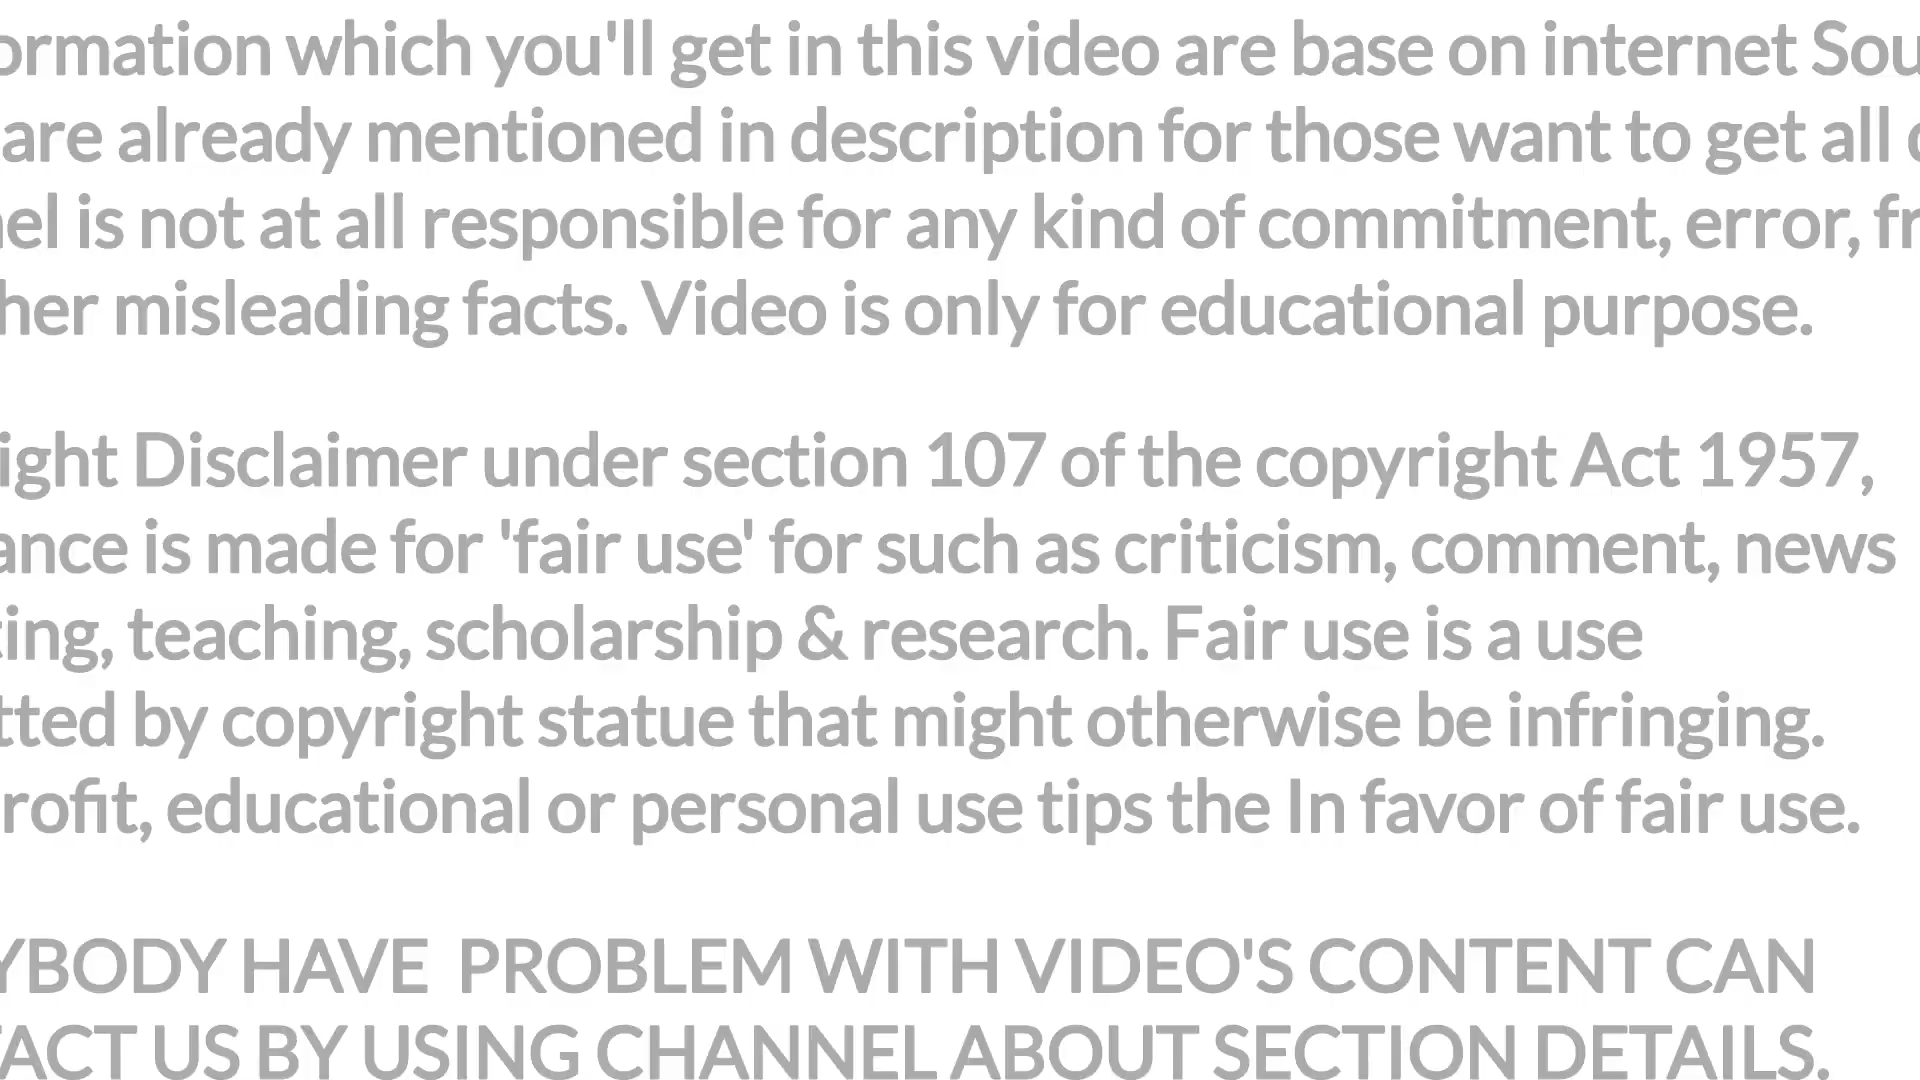 ormation which you'll get in this video are base on internet Sou
are already mentioned in description for those want to get all
nel is not at all responsible for any kind of commitment, error, fr
her misleading facts. Video is only for educational purpose.
ight Disclaimer under section 107 of the copyright Act 1957,
ance is made for 'fair use' for such as criticism, comment, news
ing, teaching, scholarship & research. Fair use is a use
tted by copyright statue that might otherwise be infringing.
rofit, educational or personal use tips the In favor of fair use.
YBODY HAVE  PROBLEM WITH VIDEO'S CONTENT CAN
TACT US BY USING CHANNEL ABOUT SECTION DETAILS.